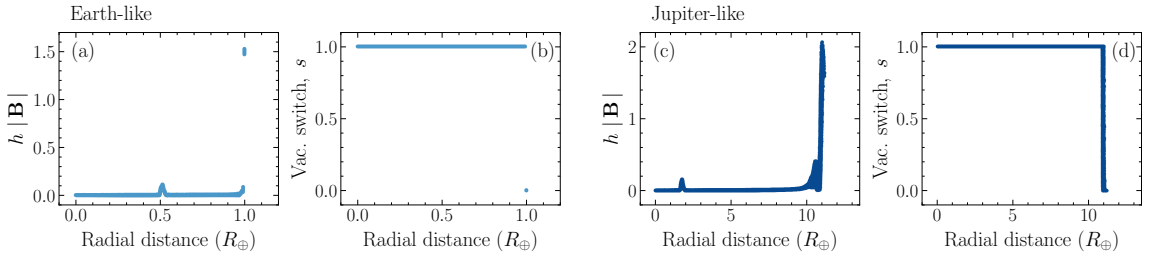 Earth-like
Jupiter-like
(a)
1.5
1.0
0.5
0.0
h | B |
0.0 0.5 1.0
Radial distance (R⊕)
(b)
1.0
0.5
0.0
Vac. switch, s
0.0 0.5 1.0
Radial distance (R⊕)
(c)
2
1
0
h | B |
0 5 10
Radial distance (R⊕)
(d)
1.0
0.5
0.0
Vac. switch, s
0 5 10
Radial distance (R⊕)